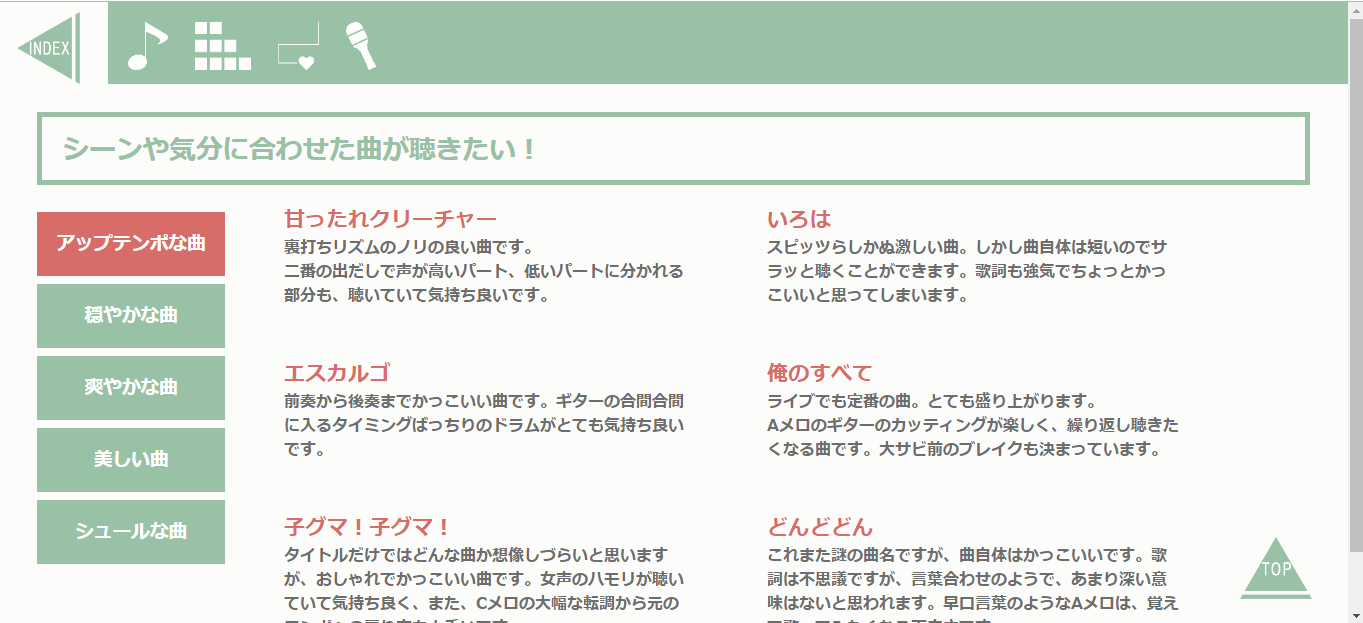 INDEX
シーンや気分に合わせた曲が聴きたい！
アップテンポな曲
穏やかな曲
爽やかな曲
美しい曲
シュールな曲
甘ったれクリーチャー
裏打ちリズムのノリの良い曲です。
二番の出だしで声が高いパート、低いパートに分かれる
部分も、聴いていて気持ち良いです。
いろは
スピッツらしかぬ激しい曲。しかし曲自体は短いのでサ
ラッと聴くことができます。歌詞も強気でちょっとかっ
こいいと思ってしまいます。
エスカルゴ
前奏から後奏までかっこいい曲です。ギターの合間合間
に入るタイミングばっちりのドラムがとても気持ち良い
です。
俺のすべて
ライブでも定番の曲。とても盛り上がります。
Aメロのギターのカッティングが楽しく、繰り返し聴きた
くなる曲です。大サビ前のブレイクも決まっています。
子グマ！子グマ！
タイトルだけではどんな曲か想像しづらいと思います
が、おしゃれでかっこいい曲です。女声のハモリが聴い
ていて気持ち良く、また、Cメロの大幅な転調から元の
どんどどん
これまた謎の曲名ですが、曲自体はかっこいいです。歌
詞は不思議ですが、言葉合わせのようで、あまり深い意
味はないと思われます。早口言葉のようなAメロは、覚え
TOP